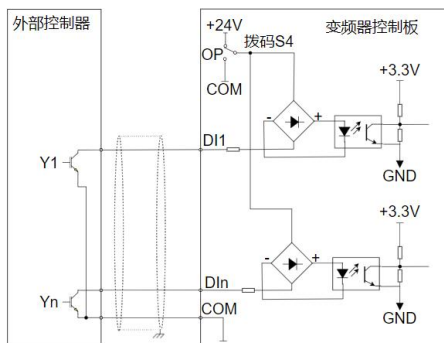 外部控制器
变频器控制板
+24V
拨码S4
OP
COM
+3.3V
- +
DI1
Y1
GND
+3.3V
- +
DIn
Yn
COM
GND